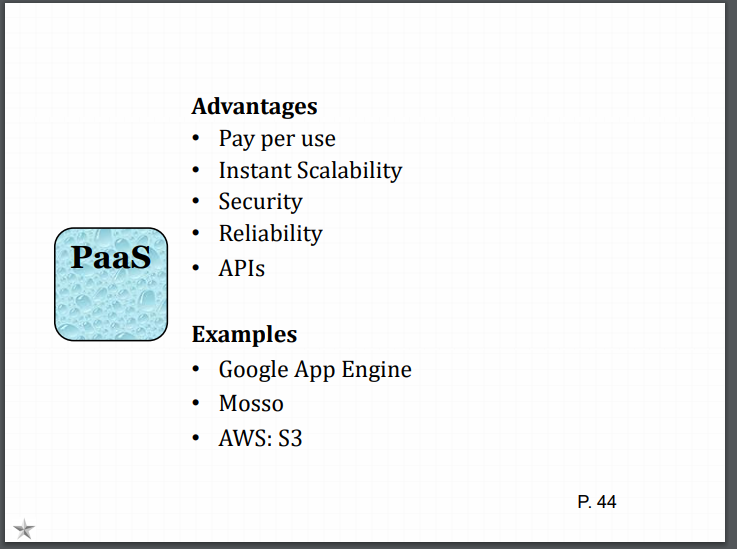 Advantages
• Pay per use
• Instant Scalability
• Security
• Reliability
• APIs
PaaS
Examples
• Google App Engine
• Mosso
• AWS: S3
P. 44